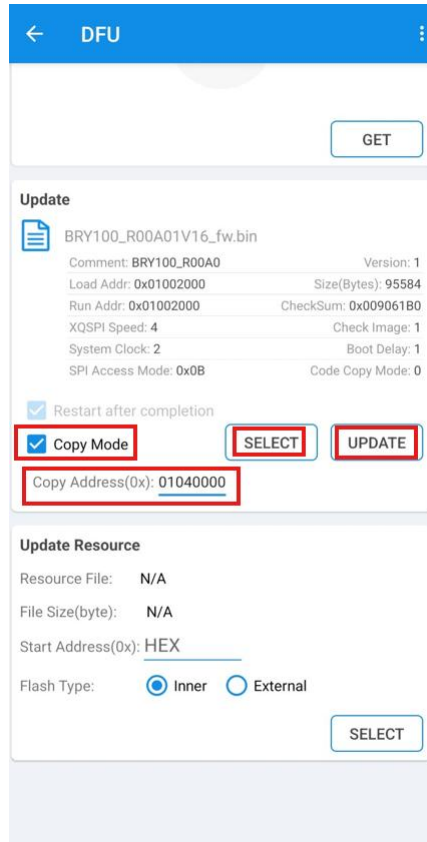 DFU
GET
Update
BRY100_R00A01V16_fw.bin
Comment: BRY100_R00A0 Version: 1
Load Addr: 0x01002000 Size(Bytes): 95584
Run Addr: 0x01002000 CheckSum: 0x009061B0
XQSPI Speed: 4 Check Image: 1
System Clock: 2 Boot Delay: 1
SPI Access Mode: 0x0B Code Copy Mode: 0
Restart after completion
Copy Mode SELECT UPDATE
Copy Address(0x): 01040000
Update Resource
Resource File: N/A
File Size(byte): N/A
Start Address(0x): HEX
Flash Type: Inner External
SELECT